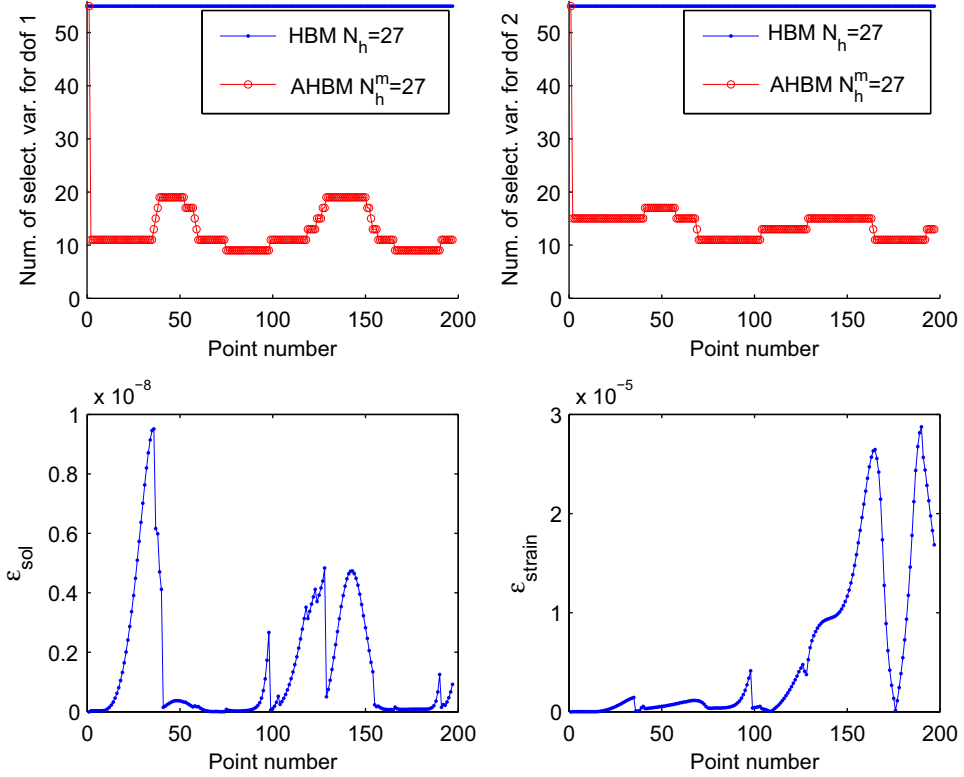 Num. of select. var. for dof 1
50
40
30
20
10
0
HBM N_h=27
AHBM N_h^m=27
0 50 100 150 200
Point number
Num. of select. var. for dof 2
50
40
30
20
10
0
HBM N_h=27
AHBM N_h^m=27
0 50 100 150 200
Point number
x 10^-8
ε_sol
1
0.8
0.6
0.4
0.2
0
0 50 100 150 200
Point number
x 10^-5
ε_strain
3
2
1
0
0 50 100 150 200
Point number